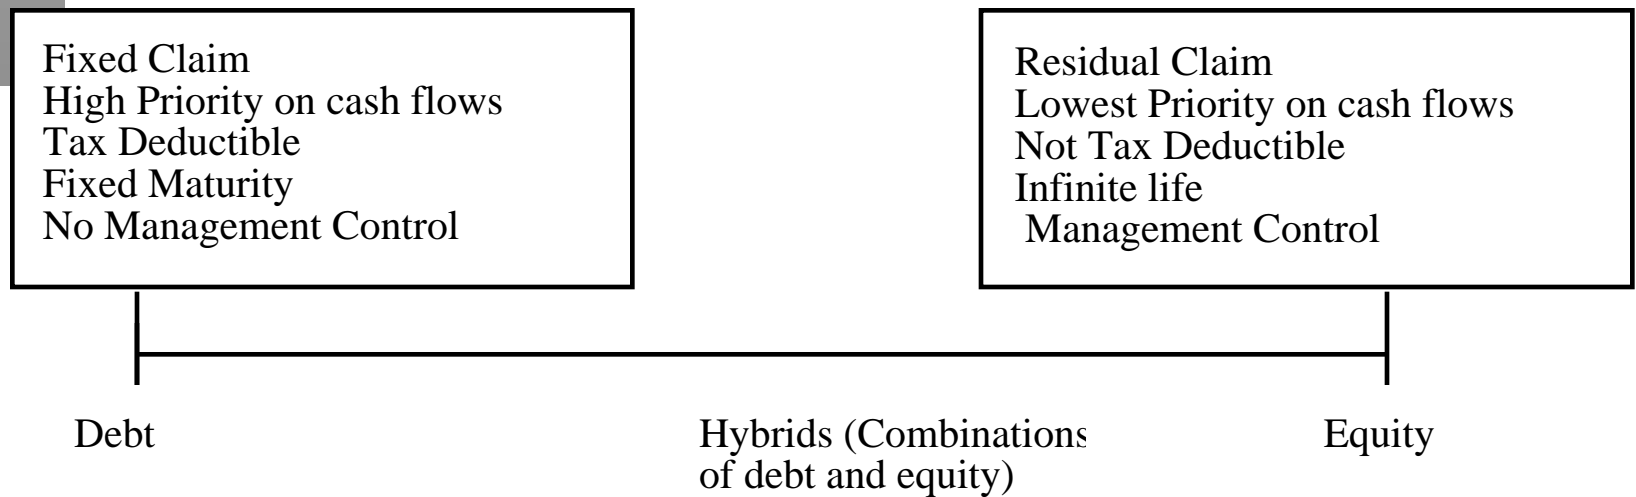 Fixed Claim
High Priority on cash flows
Tax Deductible
Fixed Maturity
No Management Control
Residual Claim
Lowest Priority on cash flows
Not Tax Deductible
Infinite life
Management Control
Debt
Hybrids (Combinations
of debt and equity)
Equity